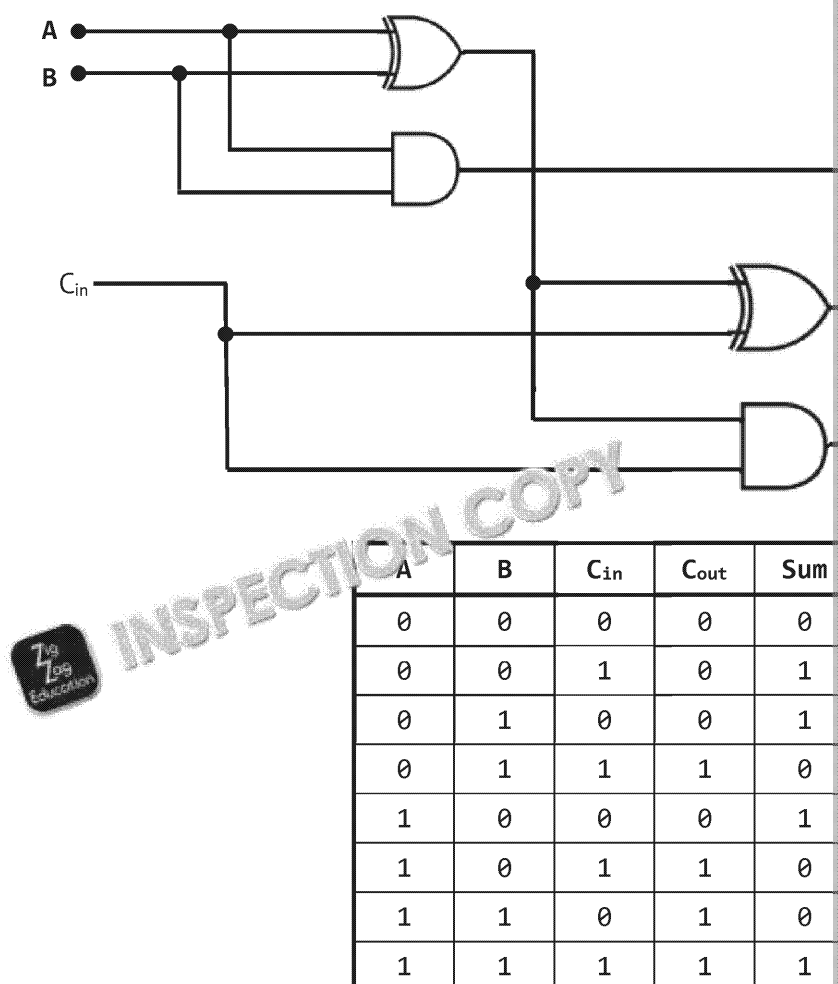 A
B
Cin
INSPECTION COPY
Zig
Zag
Education
A B Cin Cout Sum
0 0 0 0 0
0 0 1 0 1
0 1 0 0 1
0 1 1 1 0
1 0 0 0 1
1 0 1 1 0
1 1 0 1 0
1 1 1 1 1